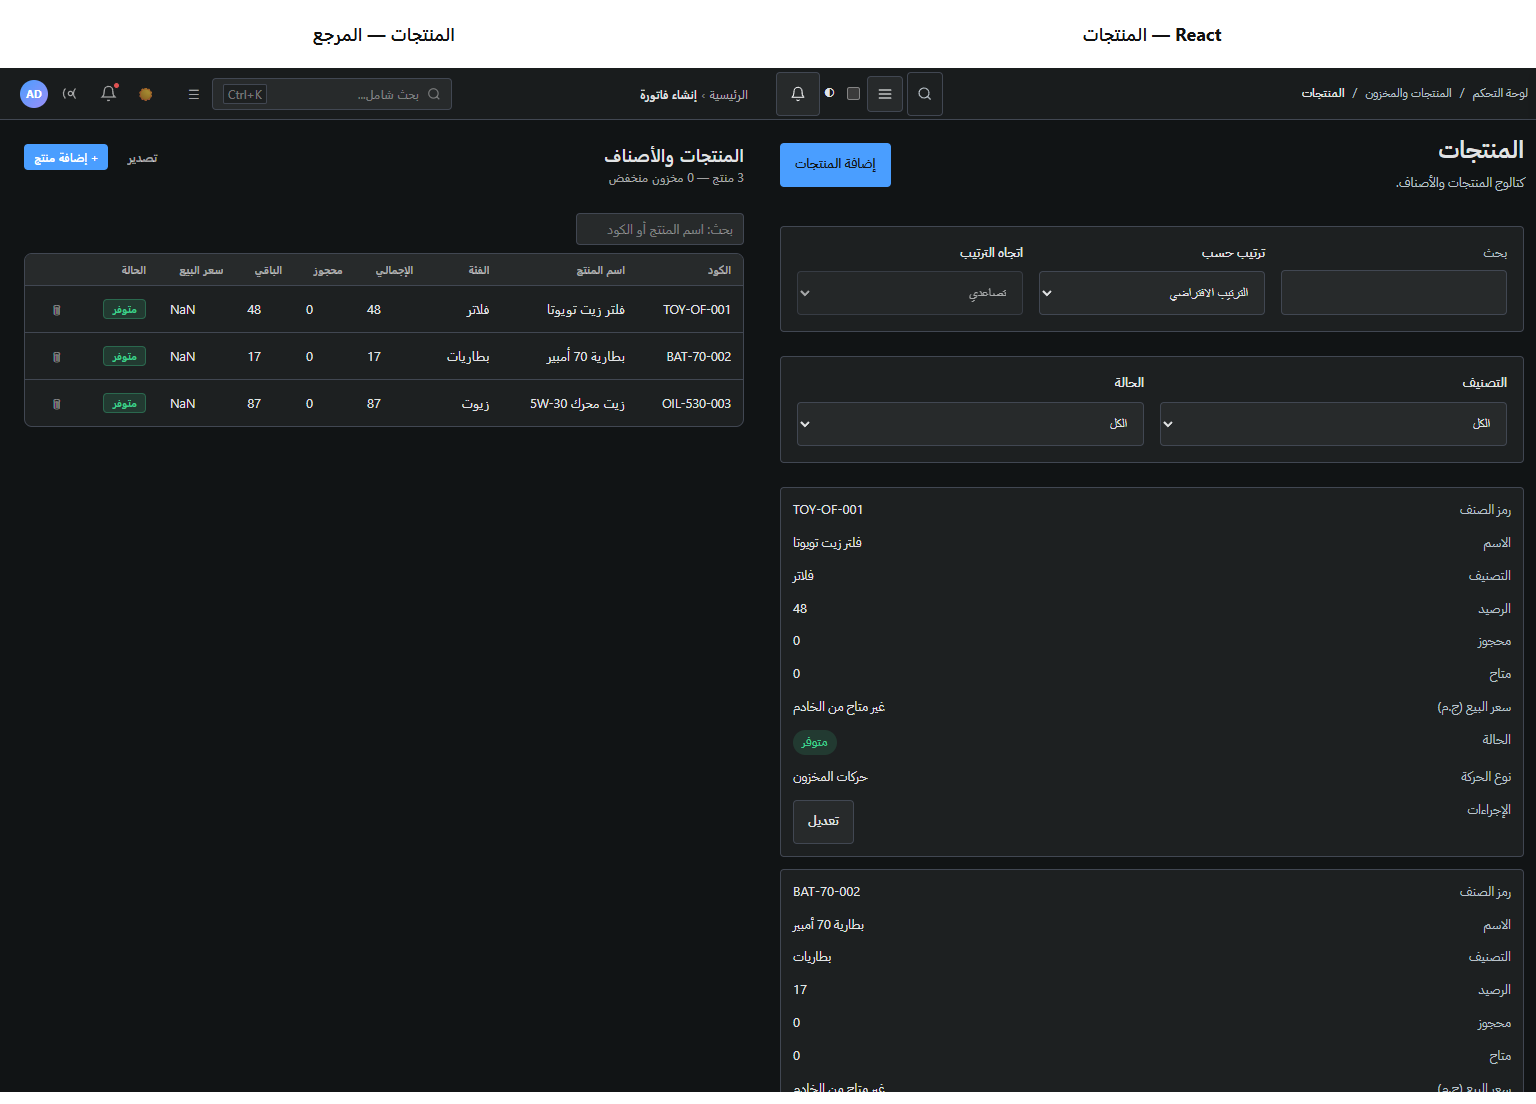 React — المنتجات
لوحة التحكم / المنتجات والمخزون / المنتجات
المنتجات
كتالوج المنتجات والأصناف.
إضافة المنتجات
بحث
ترتيب حسب
اتجاه الترتيب
الترتيب الافتراضي
تصاعدي
التصنيف
الحالة
الكل
الكل
رمز الصنف TOY-OF-001
الاسم فلتر زيت تويوتا
التصنيف فلاتر
الرصيد 48
محجوز 0
متاح 0
سعر البيع (ج.م) غير متاح من الخادم
الحالة متوفر
نوع الحركة حركات المخزون
الإجراءات تعديل
رمز الصنف BAT-70-002
الاسم بطارية 70 أمبير
التصنيف بطاريات
الرصيد 17
محجوز 0
متاح 0
سعر البيع (ج.م) غير متاح من الخادم
المنتجات — المرجع
الرئيسية › إنشاء فاتورة
بحث شامل... Ctrl+K
AD
المنتجات والأصناف
3 منتج — 0 مخزون منخفض
تصدير
+ إضافة منتج
بحث: اسم المنتج أو الكود
الكود اسم المنتج الفئة الإجمالي محجوز الباقي سعر البيع الحالة
TOY-OF-001 فلتر زيت تويوتا فلاتر 48 0 48 NaN متوفر
BAT-70-002 بطارية 70 أمبير بطاريات 17 0 17 NaN متوفر
OIL-530-003 زيت محرك 5W-30 زيوت 87 0 87 NaN متوفر